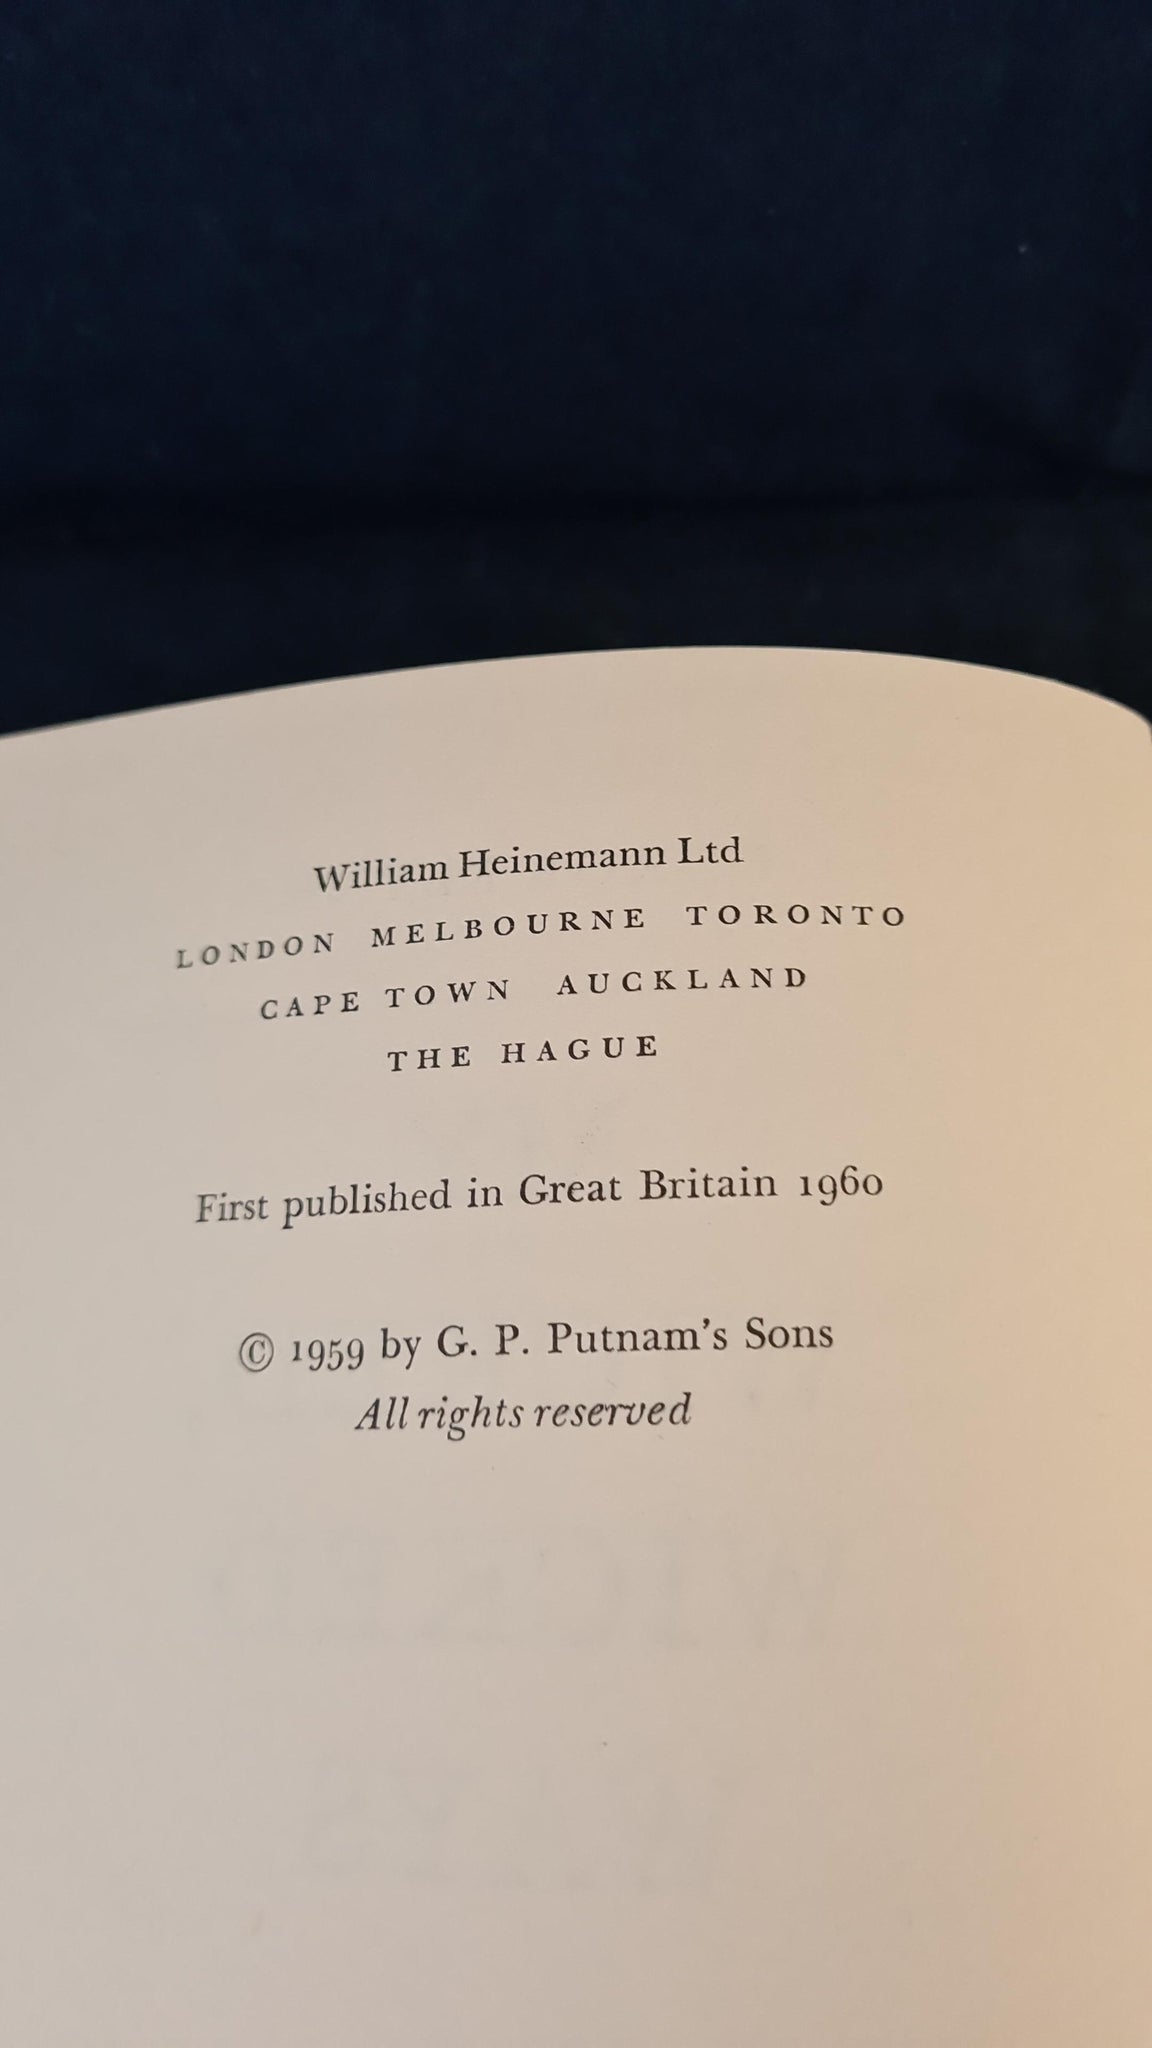 William Heinemann Ltd
LONDON MELBOURNE TORONTO
CAPE TOWN AUCKLAND
THE HAGUE
First published in Great Britain 1960
© 1959 by G. P. Putnam's Sons
All rights reserved